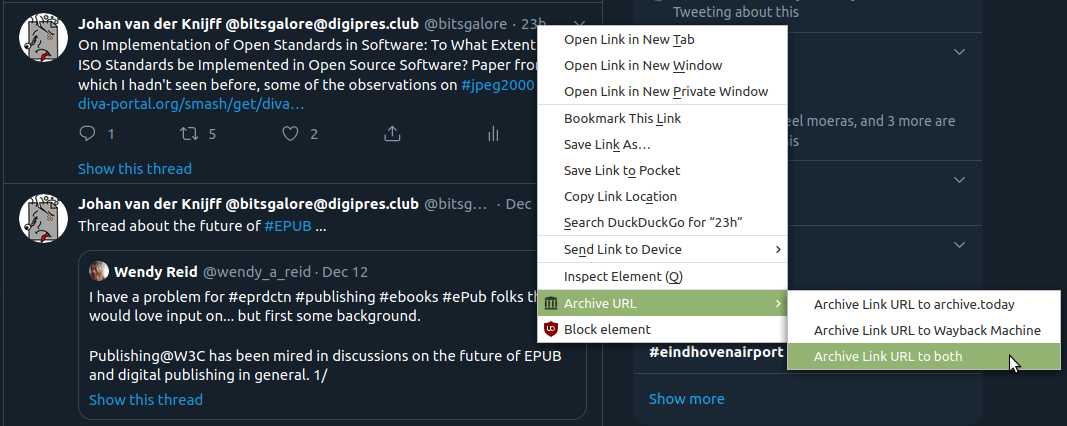 Johan van der Knijff @bitsgalore@digipres.club @bitsgalore · 23h
On Implementation of Open Standards in Software: To What Extent
ISO Standards be Implemented in Open Source Software? Paper from
which I hadn't seen before, some of the observations on #jpeg2000
diva-portal.org/smash/get/diva…
1 5 2
Show this thread
Johan van der Knijff @bitsgalore@digipres.club @bitsg… · Dec
Thread about the future of #EPUB ...
Wendy Reid @wendy_a_reid · Dec 12
I have a problem for #eprdctn #publishing #ebooks #ePub folks
would love input on... but first some background.
Publishing@W3C has been mired in discussions on the future of EPUB
and digital publishing in general. 1/
Show this thread
Open Link in New Tab
Open Link in New Window
Open Link in New Private Window
Bookmark This Link
Save Link As…
Save Link to Pocket
Copy Link Location
Search DuckDuckGo for “23h”
Send Link to Device
Inspect Element (Q)
Archive URL
Block element
Archive Link URL to archive.today
Archive Link URL to Wayback Machine
Archive Link URL to both
Tweeting about this
moeras, and 3 more are
#eindhovenairport
Show more